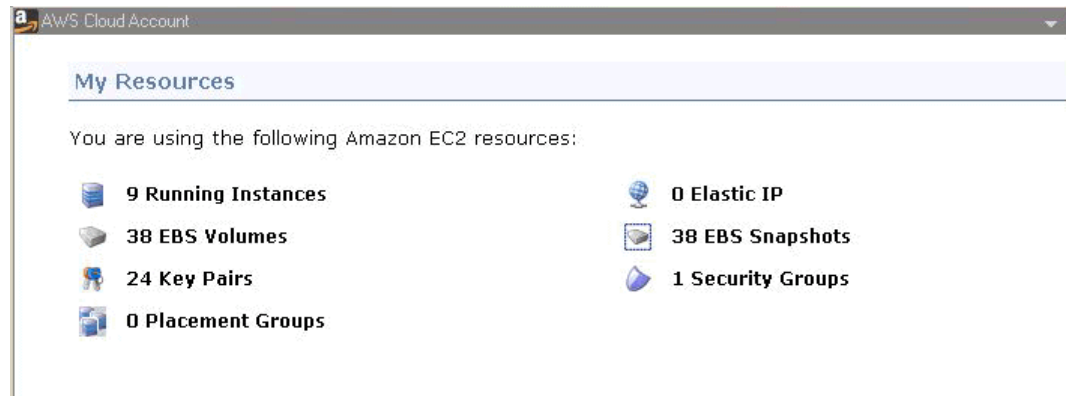 AWS Cloud Account
My Resources
You are using the following Amazon EC2 resources:
9 Running Instances
0 Elastic IP
38 EBS Volumes
38 EBS Snapshots
24 Key Pairs
1 Security Groups
0 Placement Groups